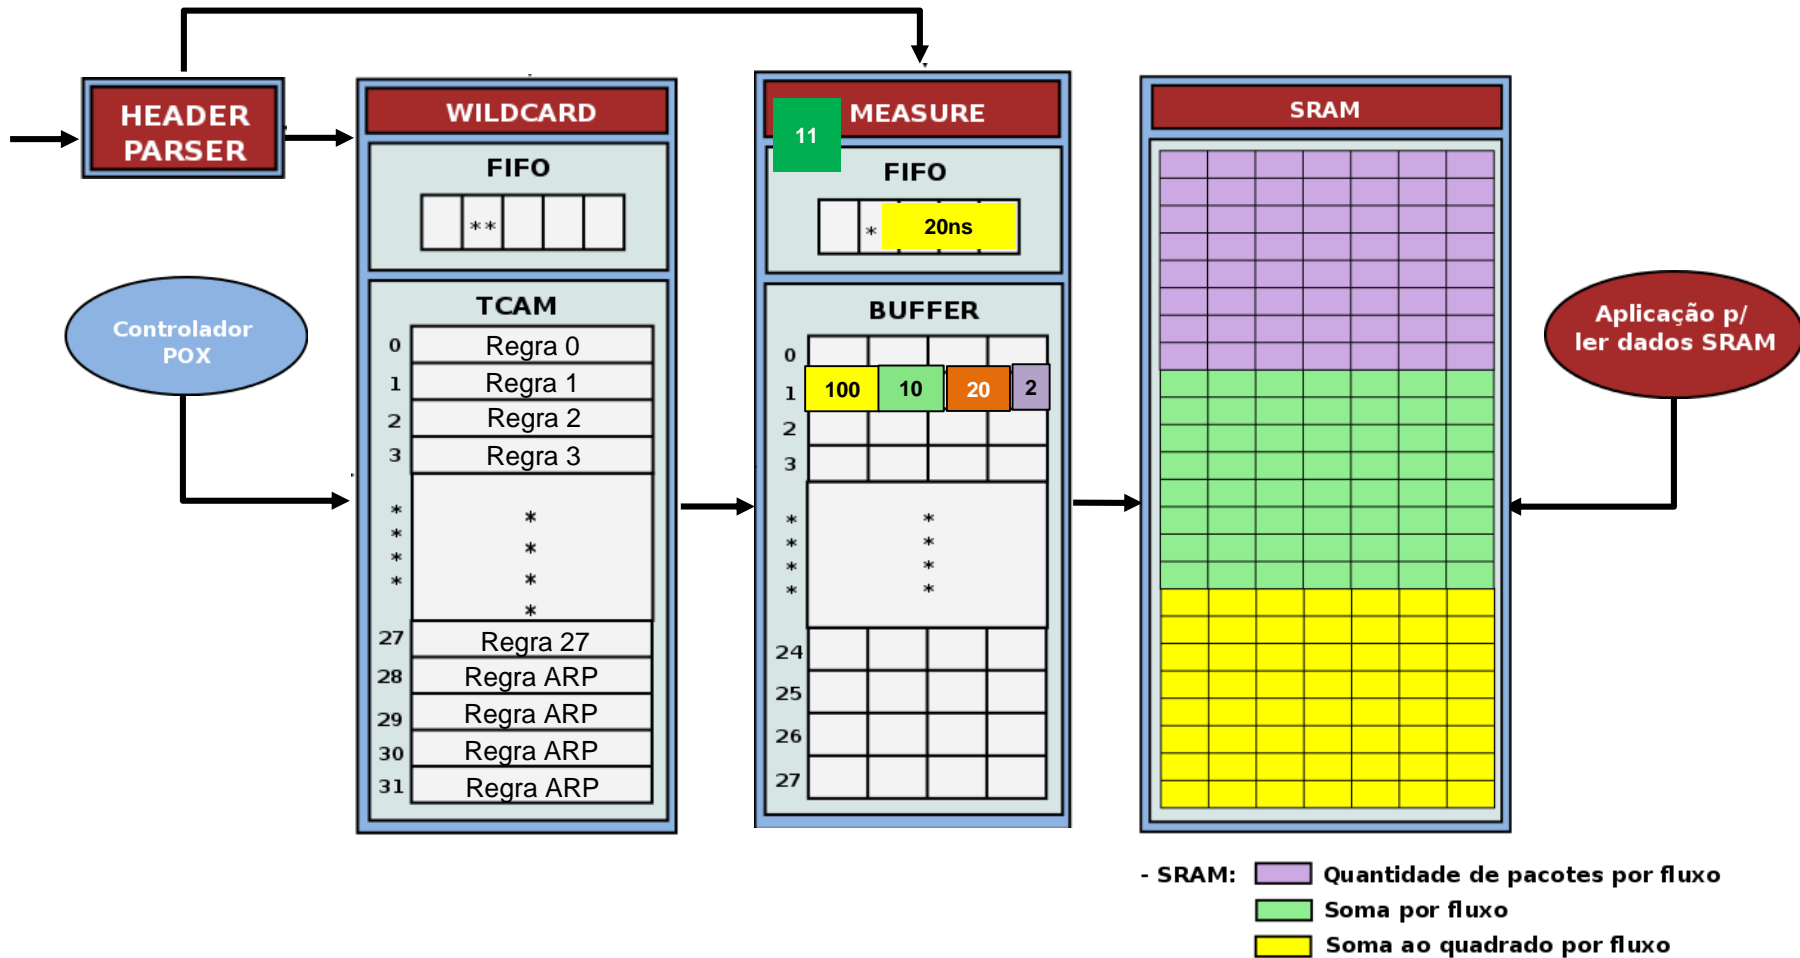 HEADER
PARSER
Controlador
POX
WILDCARD
FIFO
**
TCAM
0 Regra 0
1 Regra 1
2 Regra 2
3 Regra 3
* *
* *
* *
* *
27 Regra 27
28 Regra ARP
29 Regra ARP
30 Regra ARP
31 Regra ARP
MEASURE
11
FIFO
* 20ns
BUFFER
0
1 100 10 20 2
2
3
* *
* *
* *
* *
24
25
26
27
SRAM
Aplicação p/
ler dados SRAM
- SRAM: Quantidade de pacotes por fluxo
Soma por fluxo
Soma ao quadrado por fluxo